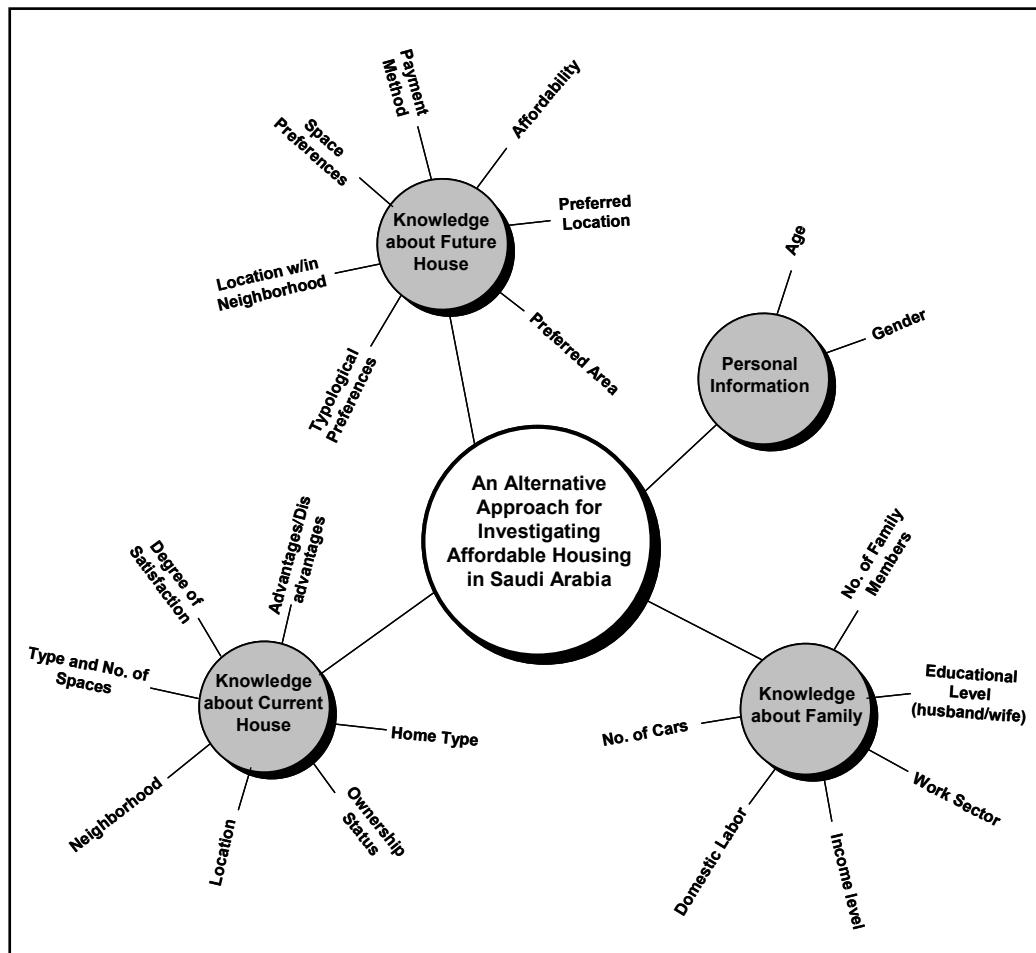 Payment
Method
Affordability
Space
Preferences
Knowledge
about Future
House
Preferred
Location
Location w/in
Neighborhood
Typological
Preferences
Preferred Area
Age
Gender
Personal
Information
An Alternative
Approach for
Investigating
Affordable Housing
in Saudi Arabia
Advantages/Dis
advantages
Degree of
Satisfaction
Type and No. of
Spaces
Knowledge
about Current
House
Home Type
Neighborhood
Location
Ownership
Status
No. of Family
Members
Educational
Level
(husband/wife)
Knowledge
about Family
No. of Cars
Work Sector
Domestic Labor
Income level